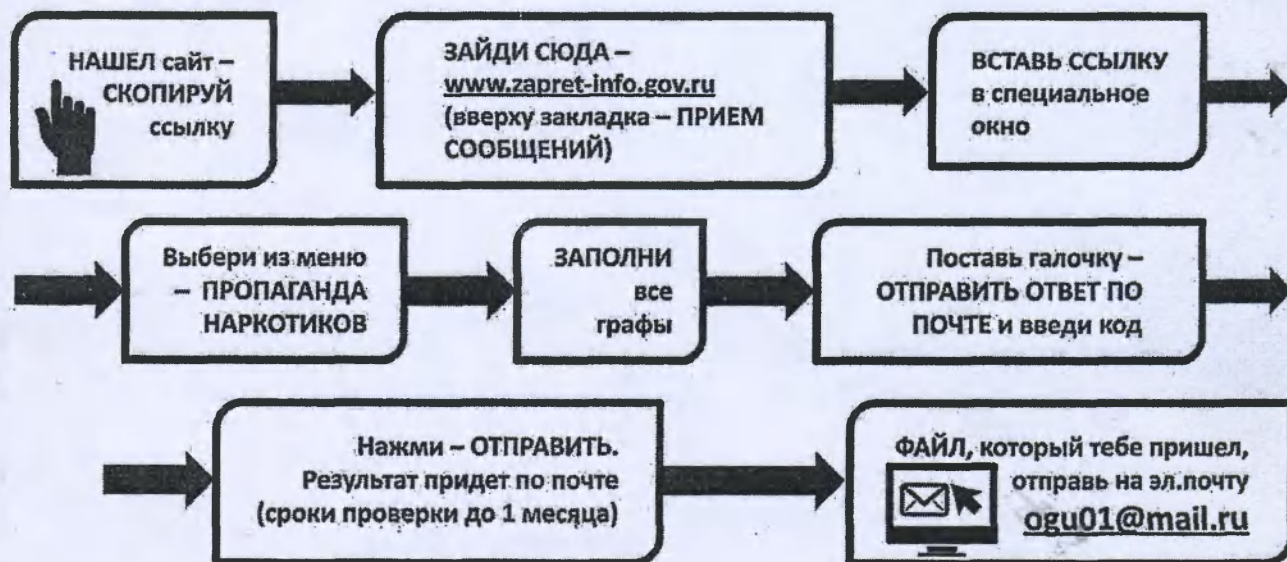 НАШЕЛ сайт –
СКОПИРУЙ
ссылку
ЗАЙДИ СЮДА –
www.zapret-info.gov.ru
(вверху закладка – ПРИЕМ
СООБЩЕНИЙ)
ВСТАВЬ ССЫЛКУ
в специальное
окно
Выбери из меню
– ПРОПАГАНДА
НАРКОТИКОВ
ЗАПОЛНИ
все
графы
Поставь галочку –
ОТПРАВИТЬ ОТВЕТ ПО
ПОЧТЕ и введи код
Нажми – ОТПРАВИТЬ.
Результат придет по почте
(сроки проверки до 1 месяца)
ФАЙЛ, который тебе пришел,
отправь на эл.почту
ogu01@mail.ru